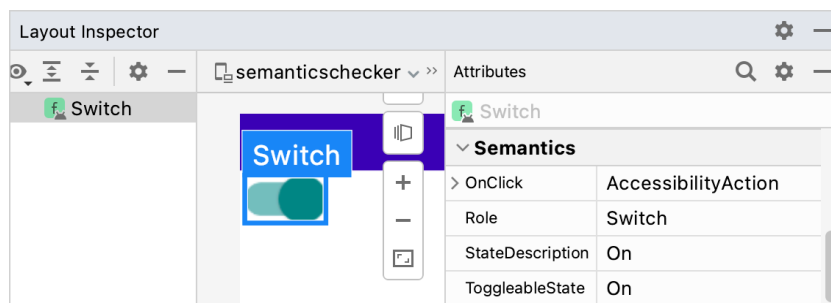 Layout Inspector
semanticschecker
Attributes
Switch
Switch
Switch
Semantics
OnClick AccessibilityAction
Role Switch
StateDescription On
ToggleableState On